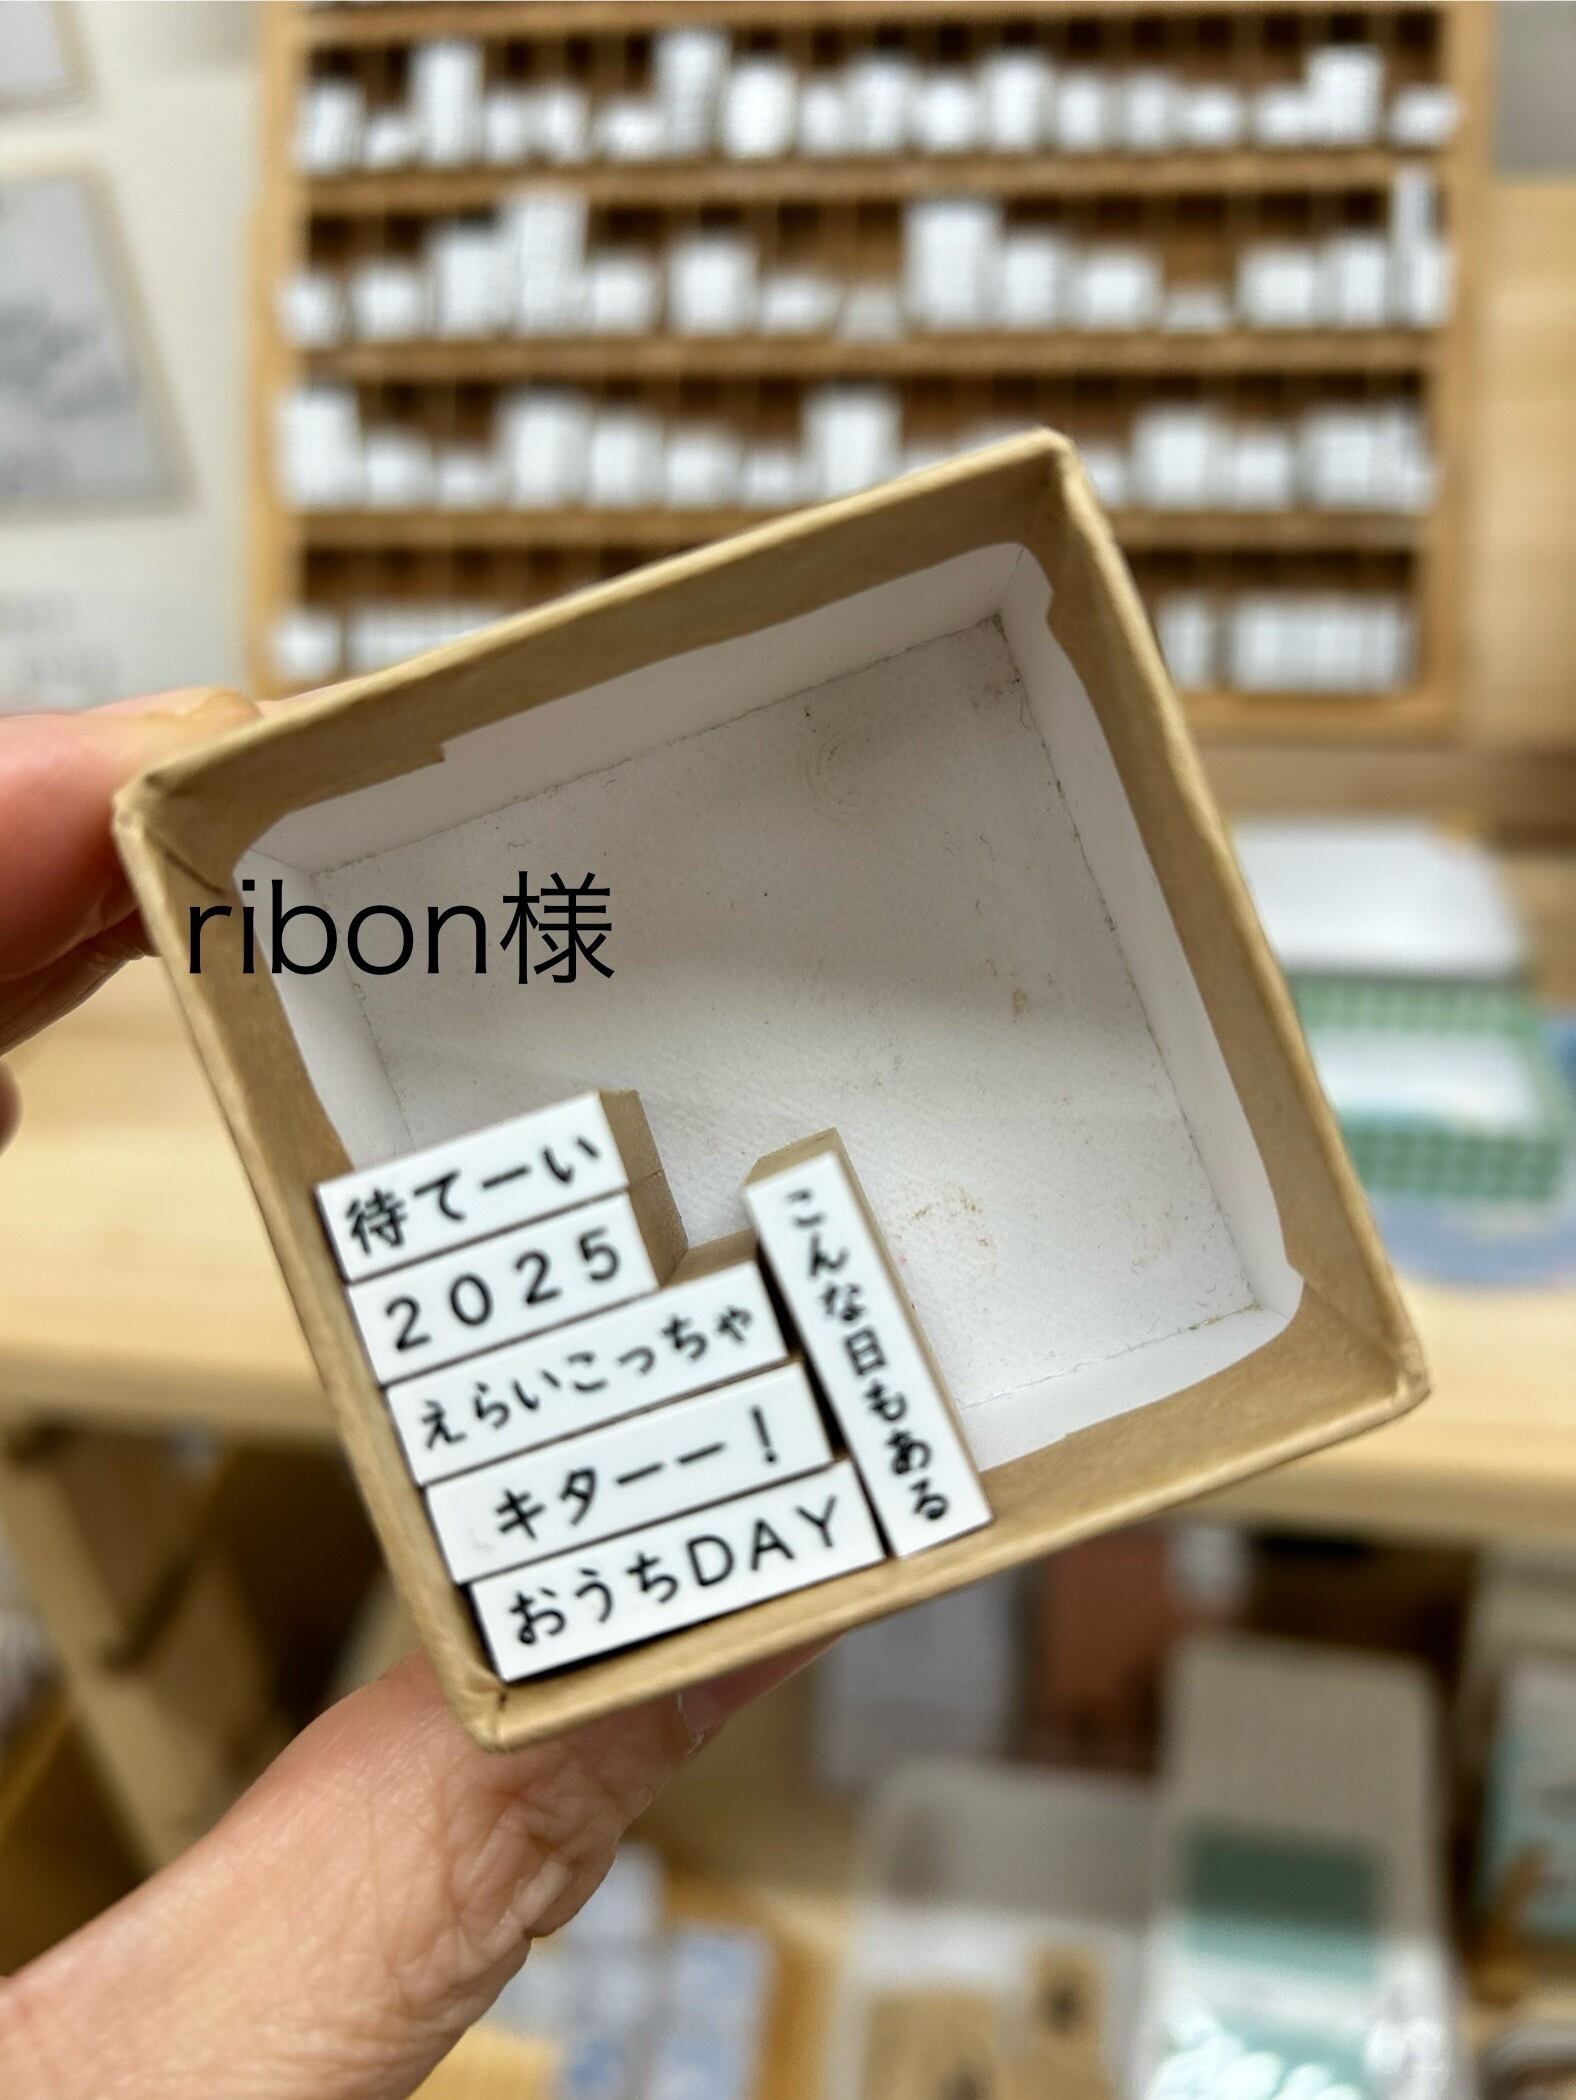 ribon様
待てーい
2025
えらいこっちゃ
キターー！
おうちDAY
こんな日もある